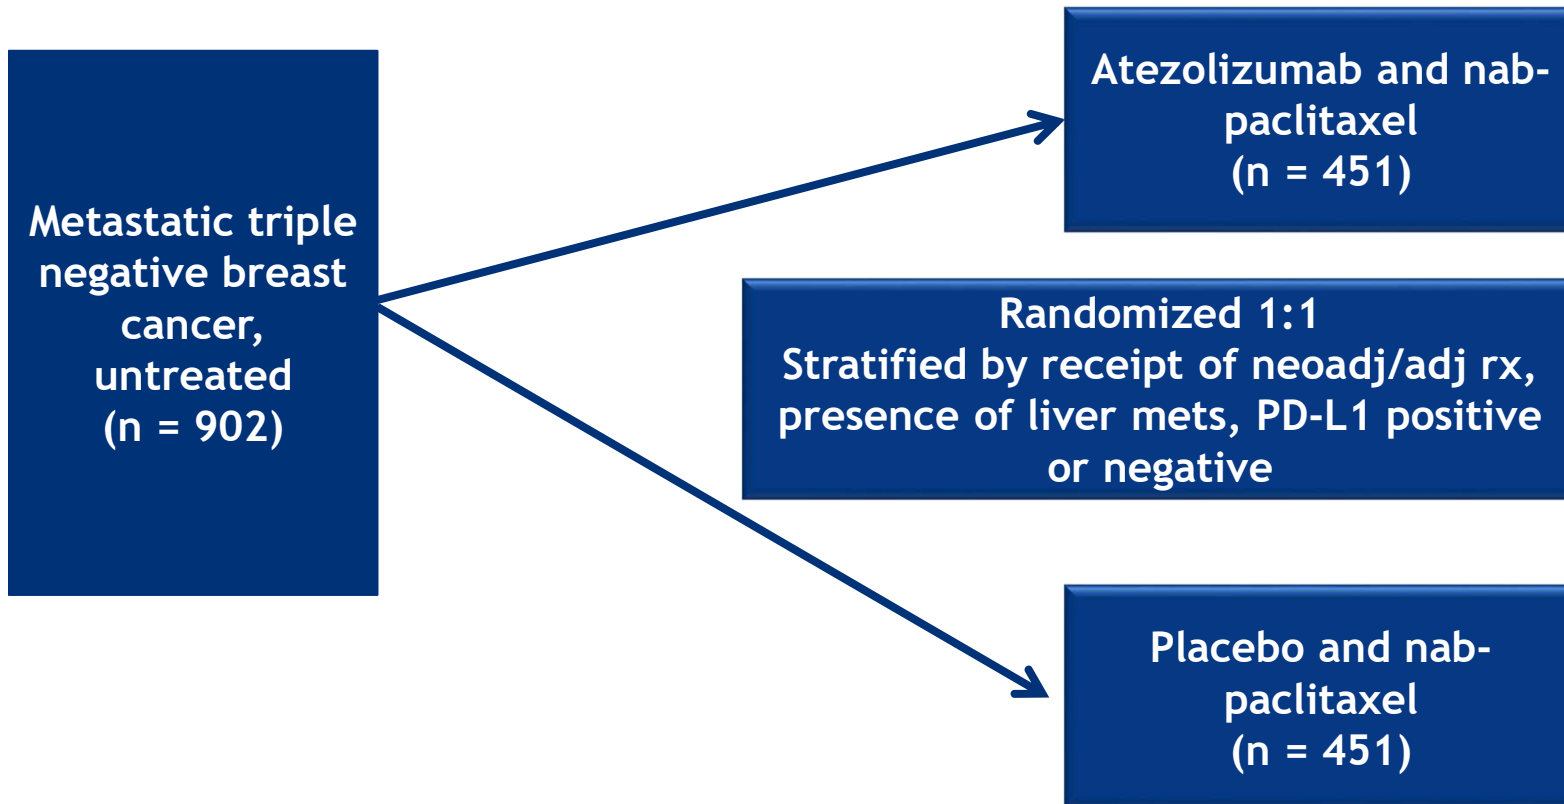 Metastatic triple
negative breast
cancer,
untreated
(n = 902)
Atezolizumab and nab-
paclitaxel
(n = 451)
Randomized 1:1
Stratified by receipt of neoadj/adj rx,
presence of liver mets, PD-L1 positive
or negative
Placebo and nab-
paclitaxel
(n = 451)